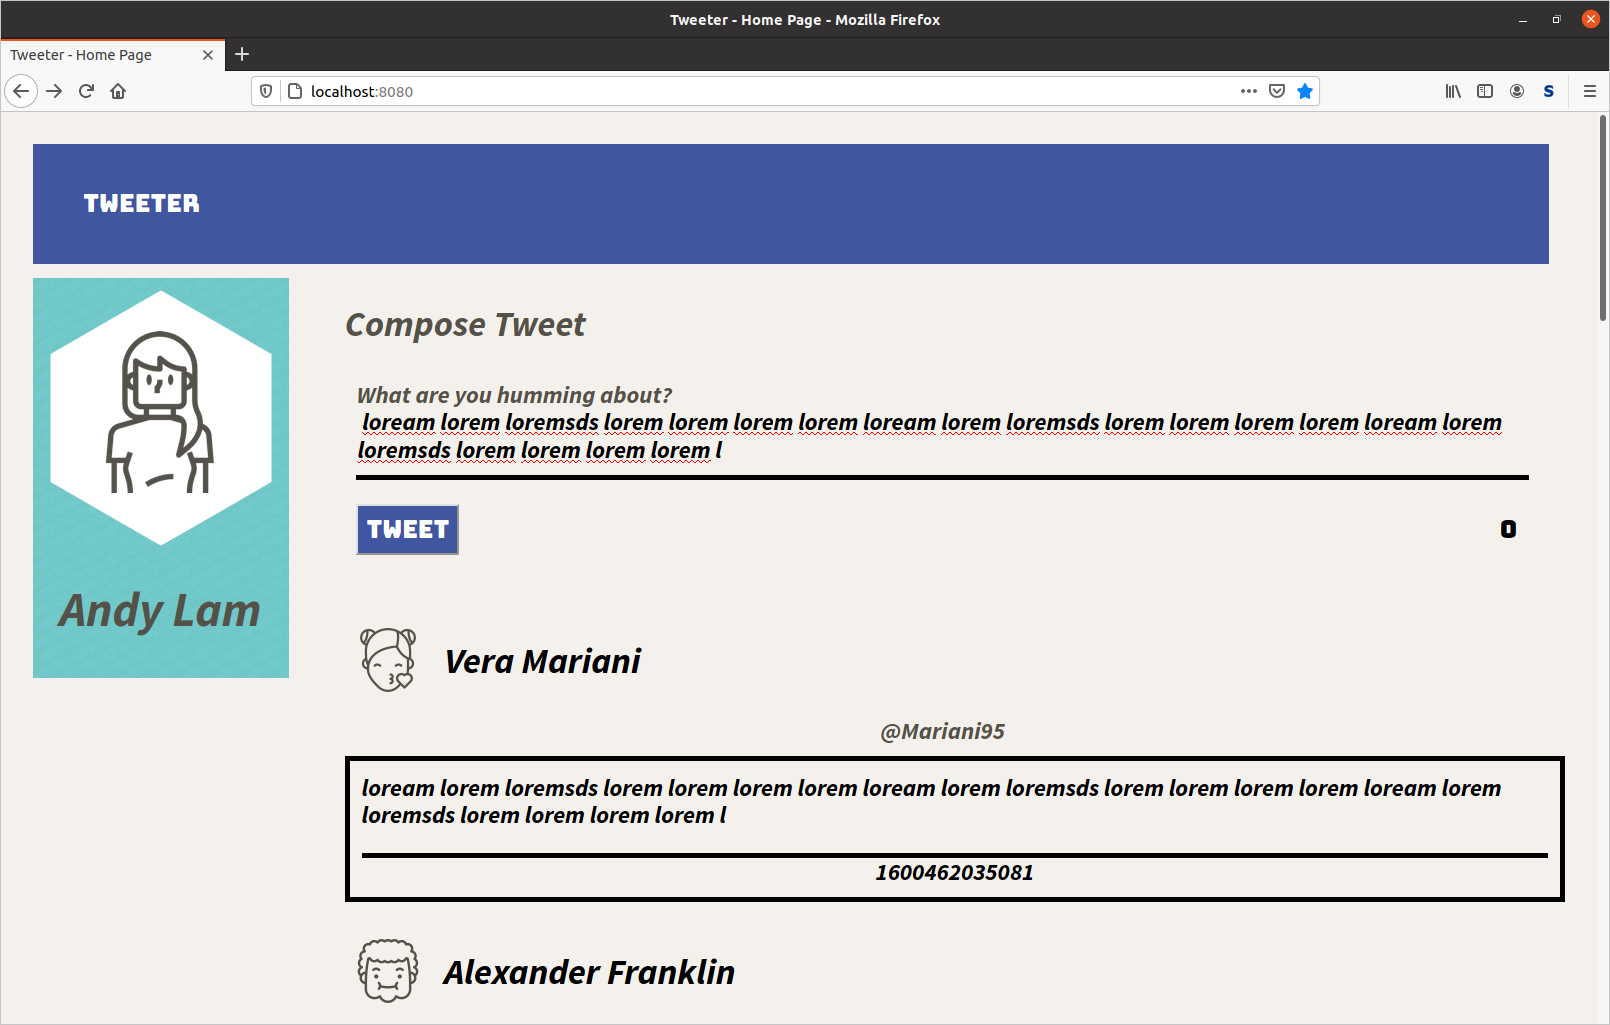 Tweeter - Home Page - Mozilla Firefox
Tweeter - Home Page
localhost:8080
S
TWEETER
Andy Lam
Compose Tweet
What are you humming about?
loream lorem loremsds lorem lorem lorem lorem loream lorem loremsds lorem lorem lorem lorem loream lorem
loremsds lorem lorem lorem lorem l
TWEET
0
Vera Mariani
@Mariani95
loream lorem loremsds lorem lorem lorem lorem loream lorem loremsds lorem lorem lorem lorem loream lorem
loremsds lorem lorem lorem lorem l
1600462035081
Alexander Franklin